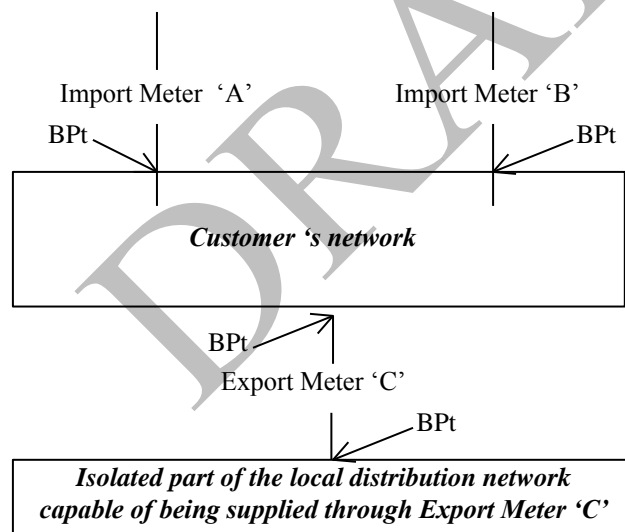 Import Meter ‘A’ Import Meter ‘B’
BPt BPt
Customer ‘s network
BPt
Export Meter ‘C’
BPt
Isolated part of the local distribution network
capable of being supplied through Export Meter ‘C’
DRA